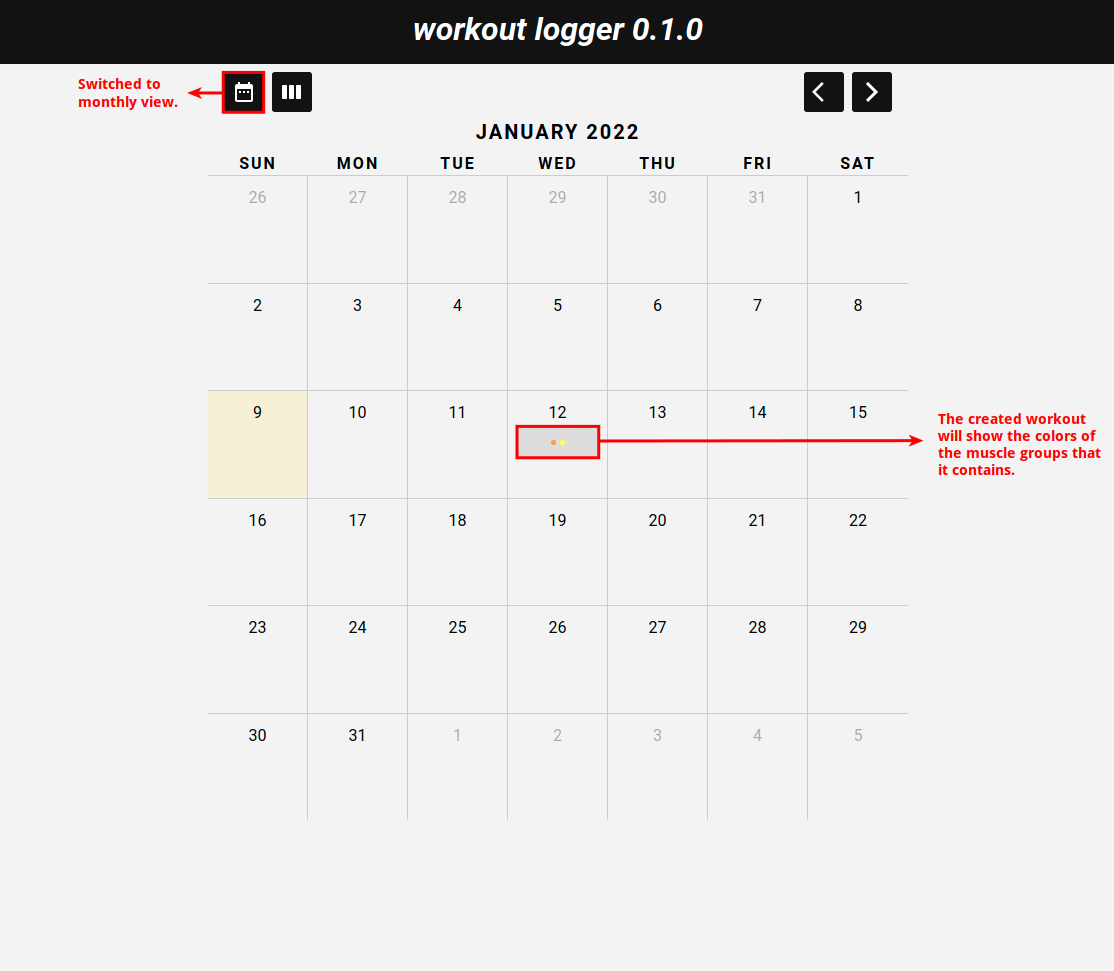 workout logger 0.1.0
Switched to
monthly view.
JANUARY 2022
SUN MON TUE WED THU FRI SAT
26 27 28 29 30 31 1
2 3 4 5 6 7 8
9 10 11 12 13 14 15
The created workout
will show the colors of
the muscle groups that
it contains.
16 17 18 19 20 21 22
23 24 25 26 27 28 29
30 31 1 2 3 4 5